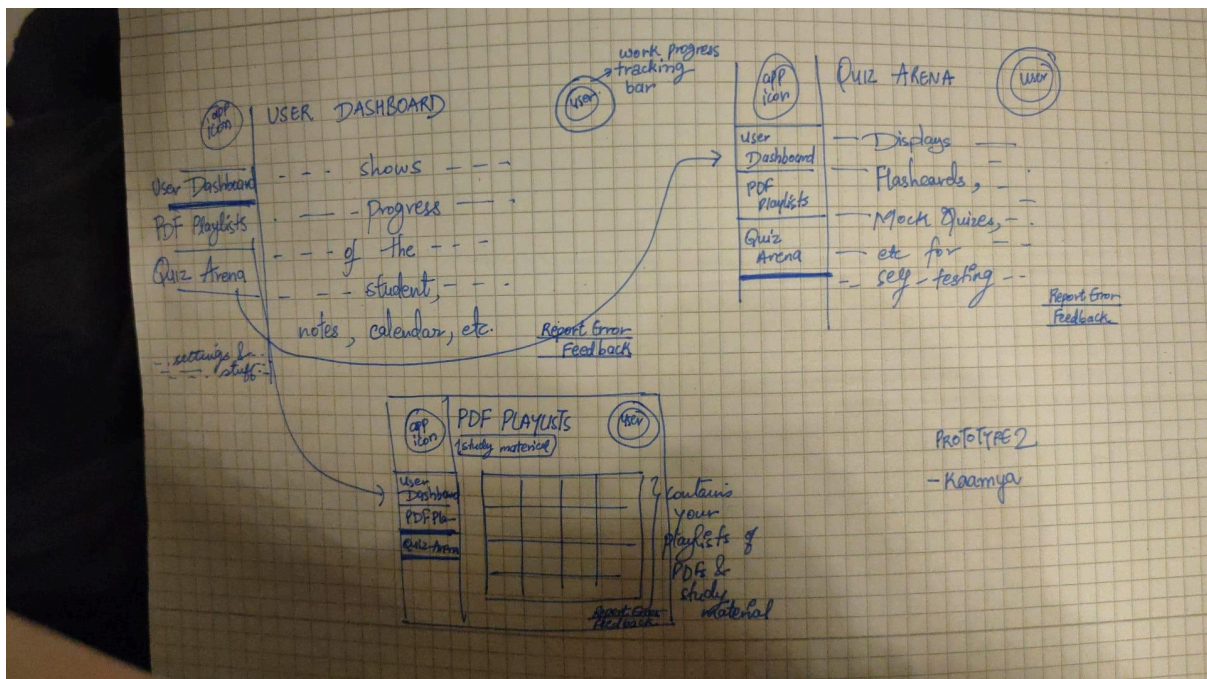 app
icon
USER DASHBOARD
user
work progress
tracking
bar
User Dashboard
PDF Playlists
Quiz Arena
- - - shows - - -
- - - Progress - - -
- - - of the - - -
- - - student, - - -
notes, calendar, etc.
settings &
stuff
Report Error
Feedback
app
icon
QUIZ ARENA
user
user
Dashboard
PDF
Playlists
Quiz
Arena
Displays
Flashcards,
Mock Quizes,
etc for
self-testing
Report Error
Feedback
app
icon
PDF PLAYLISTS
(study material)
user
user
Dashboard
PDF Pla-
Quiz-Arena
contains
your
playlists of
PDFs &
study
material
Report Error
Feedback
PROTOTYPE 2
- Kaamya